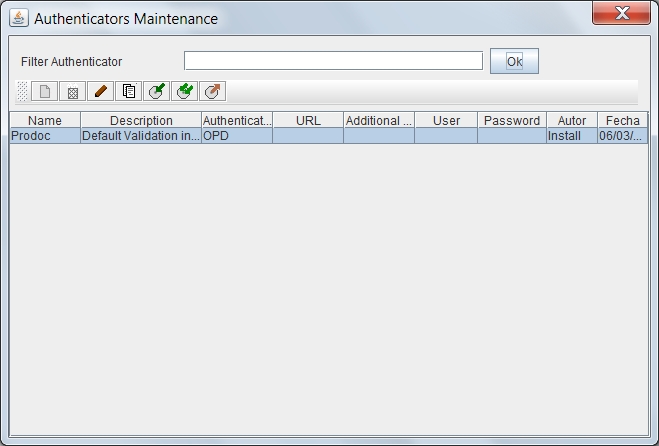 Authenticators Maintenance
Filter Authenticator Ok
Name Description Authenticat... URL Additional ... User Password Autor Fecha
Prodoc Default Validation in... OPD Install 06/03/...